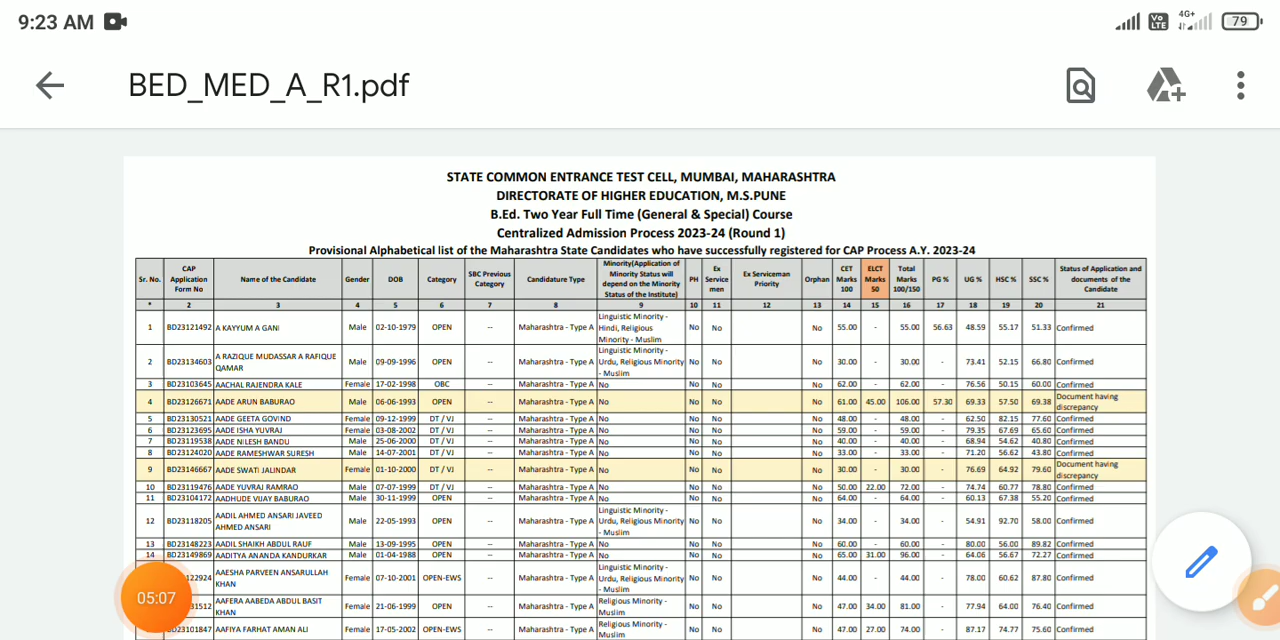 9:23 AM
Vo LTE 4G+ 79
BED_MED_A_R1.pdf
STATE COMMON ENTRANCE TEST CELL, MUMBAI, MAHARASHTRA
DIRECTORATE OF HIGHER EDUCATION, M.S.PUNE
B.Ed. Two Year Full Time (General & Special) Course
Centralized Admission Process 2023-24 (Round 1)
Provisional Alphabetical list of the Maharashtra State Candidates who have successfully registered for CAP Process A.Y. 2023-24
Sr. No. CAP Application Form No Name of the Candidate Gender DOB Category SBC Previous Category Candidature Type Minority(Application of Minority Status will depend on the Minority Status of the Institute) PH Ex Service men Ex Serviceman Priority Orphan CET Marks 100 ELCT Marks 50 Total Marks 100/150 PG % UG % HSC % SSC % Status of Application and documents of the Candidate
* 2 3 4 5 6 7 8 9 10 11 12 13 14 15 16 17 18 19 20 21
1 BD23121492 A KAYYUM A GANI Male 02-10-1979 OPEN -- Maharashtra - Type A Linguistic Minority - Hindi, Religious Minority - Muslim No No No 55.00 - 55.00 56.63 48.59 55.17 51.33 Confirmed
2 BD23134603 A RAZIQUE MUDASSAR A RAFIQUE QAMAR Male 09-09-1996 OPEN -- Maharashtra - Type A Linguistic Minority - Urdu, Religious Minority - Muslim No No No 30.00 - 30.00 - 73.41 52.15 66.80 Confirmed
3 BD23103645 AACHAL RAJENDRA KALE Female 17-02-1998 OBC -- Maharashtra - Type A No No No No 62.00 - 62.00 - 76.56 50.15 60.00 Confirmed
4 BD23126671 AADE ARUN BABURAO Male 06-06-1993 OPEN -- Maharashtra - Type A No No No No 61.00 45.00 106.00 57.30 69.33 57.50 69.38 Document having discrepancy
5 BD23130521 AADE GEETA GOVIND Female 09-12-1999 DT / VJ -- Maharashtra - Type A No No No No 48.00 - 48.00 - 62.50 82.15 77.60 Confirmed
6 BD23123695 AADE ISHA YUVRAJ Female 03-08-2002 DT / VJ -- Maharashtra - Type A No No No No 59.00 - 59.00 - 79.35 67.69 65.60 Confirmed
7 BD23119538 AADE NILESH BANDU Male 25-06-2000 DT / VJ -- Maharashtra - Type A No No No No 40.00 - 40.00 - 68.94 54.62 40.80 Confirmed
8 BD23124020 AADE RAMESHWAR SURESH Male 14-07-2001 DT / VJ -- Maharashtra - Type A No No No No 33.00 - 33.00 - 71.20 56.62 43.80 Confirmed
9 BD23146667 AADE SWATI JALINDAR Female 01-10-2000 DT / VJ -- Maharashtra - Type A No No No No 30.00 - 30.00 - 76.69 64.92 79.60 Document having discrepancy
10 BD23119476 AADE YUVRAJ RAMRAO Male 07-07-1999 DT / VJ -- Maharashtra - Type A No No No No 50.00 22.00 72.00 - 74.74 60.77 78.80 Confirmed
11 BD23104172 AADHUDE VIJAY BABURAO Male 30-11-1999 OPEN -- Maharashtra - Type A No No No No 64.00 - 64.00 - 60.13 67.38 55.20 Confirmed
12 BD23118205 AADIL AHMED ANSARI JAVEED AHMED ANSARI Male 22-05-1993 OPEN -- Maharashtra - Type A Linguistic Minority - Urdu, Religious Minority - Muslim No No No 34.00 - 34.00 - 54.91 92.70 58.00 Confirmed
13 BD23148223 AADIL SHAIKH ABDUL RAUF Male 13-09-1995 OPEN -- Maharashtra - Type A No No No No 60.00 - 60.00 - 80.00 56.00 89.82 Confirmed
14 BD23149869 AADITYA ANANDA KANDURKAR Male 01-04-1988 OPEN -- Maharashtra - Type A No No No No 65.00 31.00 96.00 - 64.06 56.67 72.27 Confirmed
122924 AAESHA PARVEEN ANSARULLAH KHAN Female 07-10-2001 OPEN-EWS -- Maharashtra - Type A Linguistic Minority - Urdu, Religious Minority - Muslim No No No 44.00 - 44.00 - 78.00 60.62 87.80 Confirmed
31512 AAFERA AABEDA ABDUL BASIT KHAN Female 21-06-1999 OPEN -- Maharashtra - Type A Religious Minority - Muslim No No No 47.00 34.00 81.00 - 77.94 64.00 76.40 Confirmed
BD23101847 AAFIYA FARHAT AMAN ALI Female 17-05-2002 OPEN-EWS -- Maharashtra - Type A Religious Minority - Muslim No No No 47.00 27.00 74.00 - 87.17 74.77 75.60 Confirmed
05:07